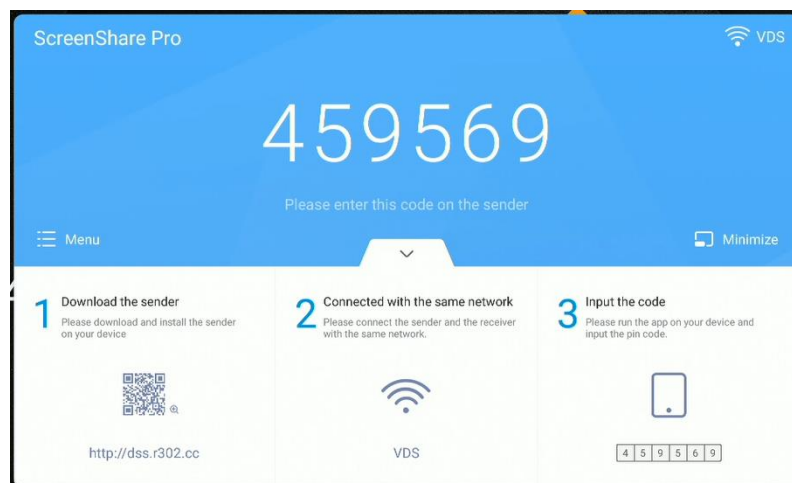 ScreenShare Pro
VDS
459569
Please enter this code on the sender
Menu
Minimize
1
Download the sender
Please download and install the sender
on your device
http://dss.r302.cc
2
Connected with the same network
Please connect the sender and the receiver
with the same network.
VDS
3
Input the code
Please run the app on your device and
input the pin code.
4 5 9 5 6 9